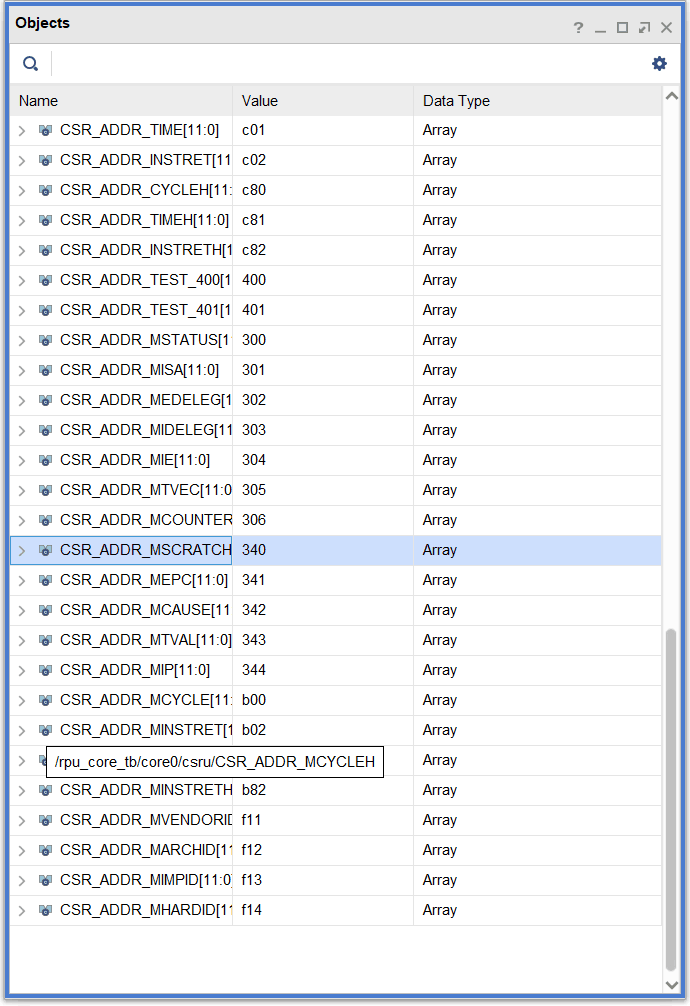 Objects
?
Name Value Data Type
CSR_ADDR_TIME[11:0] c01 Array
CSR_ADDR_INSTRET[11 c02 Array
CSR_ADDR_CYCLEH[11: c80 Array
CSR_ADDR_TIMEH[11:0] c81 Array
CSR_ADDR_INSTRETH[1 c82 Array
CSR_ADDR_TEST_400[1 400 Array
CSR_ADDR_TEST_401[1 401 Array
CSR_ADDR_MSTATUS[1 300 Array
CSR_ADDR_MISA[11:0] 301 Array
CSR_ADDR_MEDELEG[1 302 Array
CSR_ADDR_MIDELEG[11 303 Array
CSR_ADDR_MIE[11:0] 304 Array
CSR_ADDR_MTVEC[11:0 305 Array
CSR_ADDR_MCOUNTER 306 Array
CSR_ADDR_MSCRATCH 340 Array
CSR_ADDR_MEPC[11:0] 341 Array
CSR_ADDR_MCAUSE[11 342 Array
CSR_ADDR_MTVAL[11:0] 343 Array
CSR_ADDR_MIP[11:0] 344 Array
CSR_ADDR_MCYCLE[11: b00 Array
CSR_ADDR_MINSTRET[1 b02 Array
/rpu_core_tb/core0/csru/CSR_ADDR_MCYCLEH Array
CSR_ADDR_MINSTRETH b82 Array
CSR_ADDR_MVENDORID f11 Array
CSR_ADDR_MARCHID[11 f12 Array
CSR_ADDR_MIMPID[11:0] f13 Array
CSR_ADDR_MHARDID[11 f14 Array